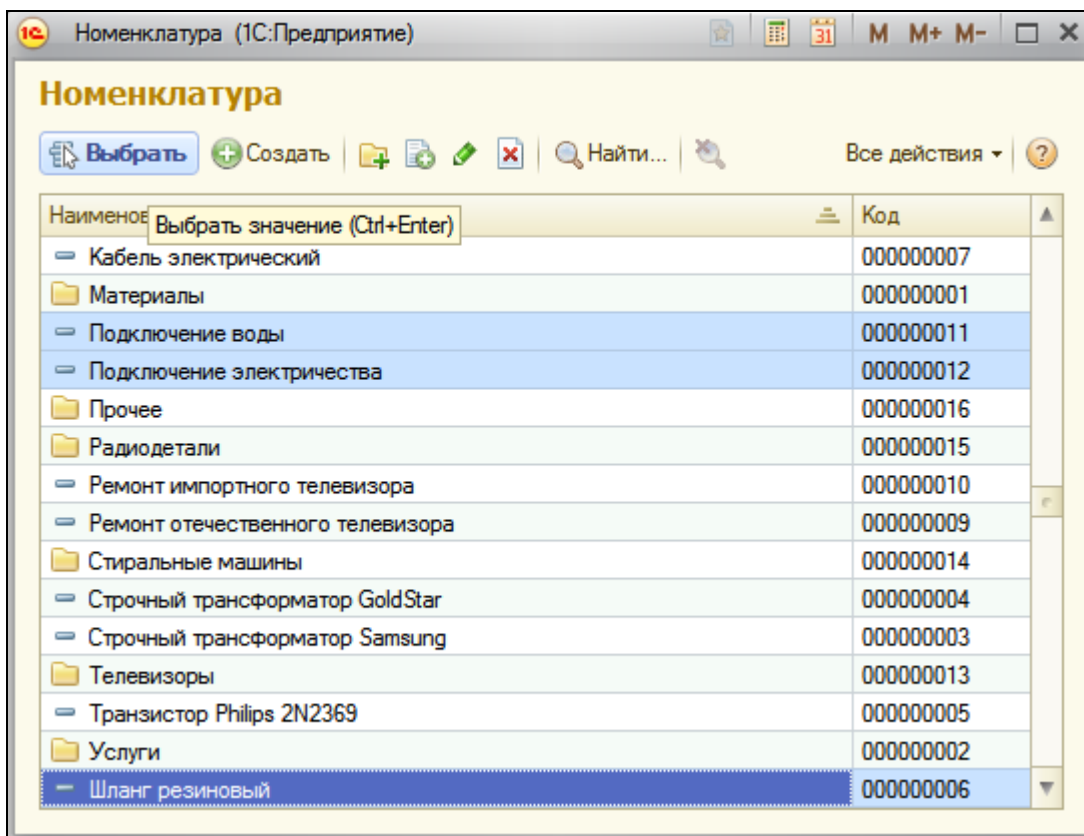 1С Номенклатура (1С:Предприятие) 31 M M+ M-
Номенклатура
Выбрать Создать Найти... Все действия ?
Наименов Код
Выбрать значение (Ctrl+Enter)
Кабель электрический 000000007
Материалы 000000001
Подключение воды 000000011
Подключение электричества 000000012
Прочее 000000016
Радиодетали 000000015
Ремонт импортного телевизора 000000010
Ремонт отечественного телевизора 000000009
Стиральные машины 000000014
Строчный трансформатор GoldStar 000000004
Строчный трансформатор Samsung 000000003
Телевизоры 000000013
Транзистор Philips 2N2369 000000005
Услуги 000000002
Шланг резиновый 000000006